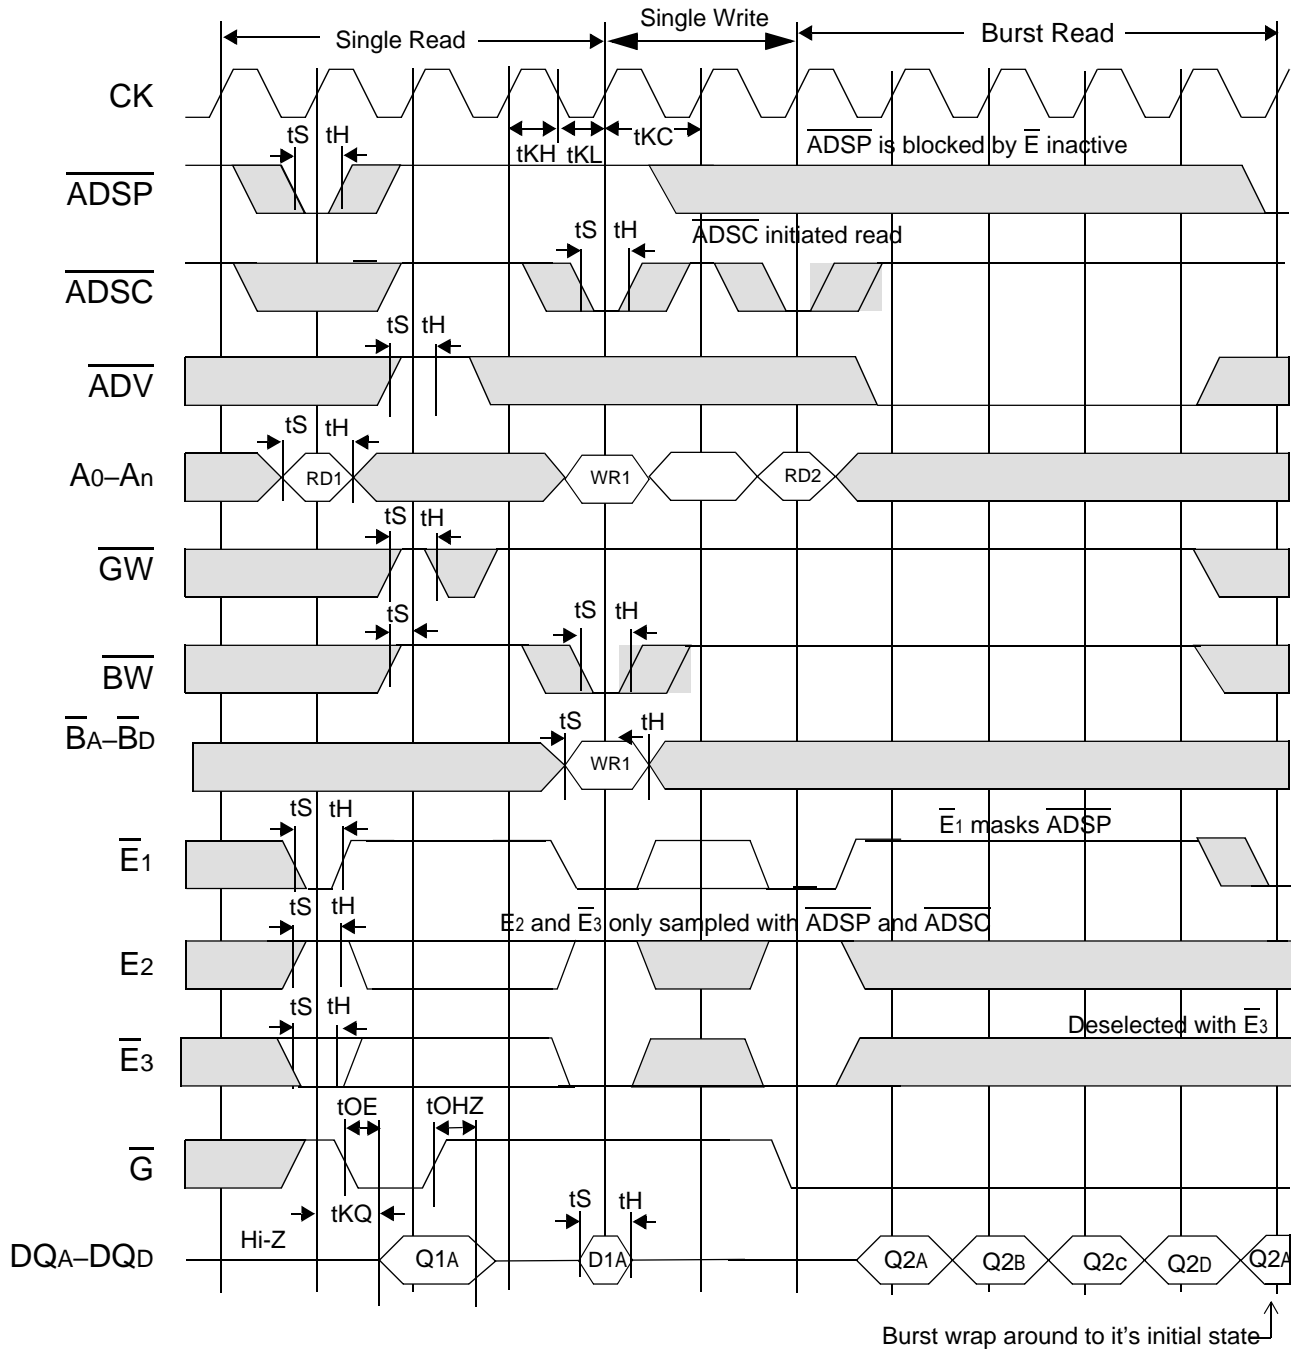 Single Read
Single Write
Burst Read
CK
tS tH
tKH tKL tKC
ADSP is blocked by E inactive
ADSP
tS tH
ADSC initiated read
ADSC
tS tH
ADV
tS tH
A0–An
RD1
WR1
RD2
tS tH
GW
tS
tS tH
BW
BA–BD
tS tH
WR1
tS tH
E1 masks ADSP
E1
tS tH
E2 and E3 only sampled with ADSP and ADSC
E2
tS tH
Deselected with E3
E3
tOE tOHZ
G
tKQ
tS tH
Hi-Z
DQA–DQD
Q1A
D1A
Q2A
Q2B
Q2c
Q2D
Q2A
Burst wrap around to it's initial state